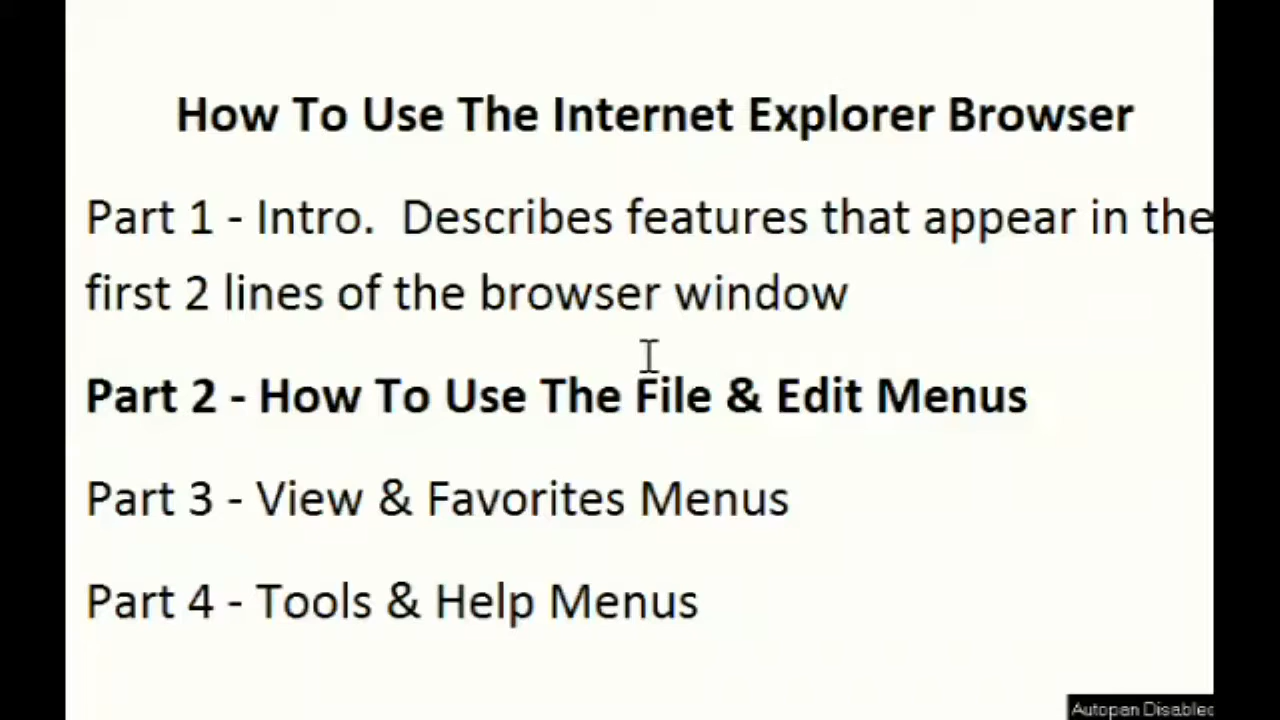 How To Use The Internet Explorer Browser
Part 1 - Intro.  Describes features that appear in the
first 2 lines of the browser window
Part 2 - How To Use The File & Edit Menus
Part 3 - View & Favorites Menus
Part 4 - Tools & Help Menus
Autopan Disabled